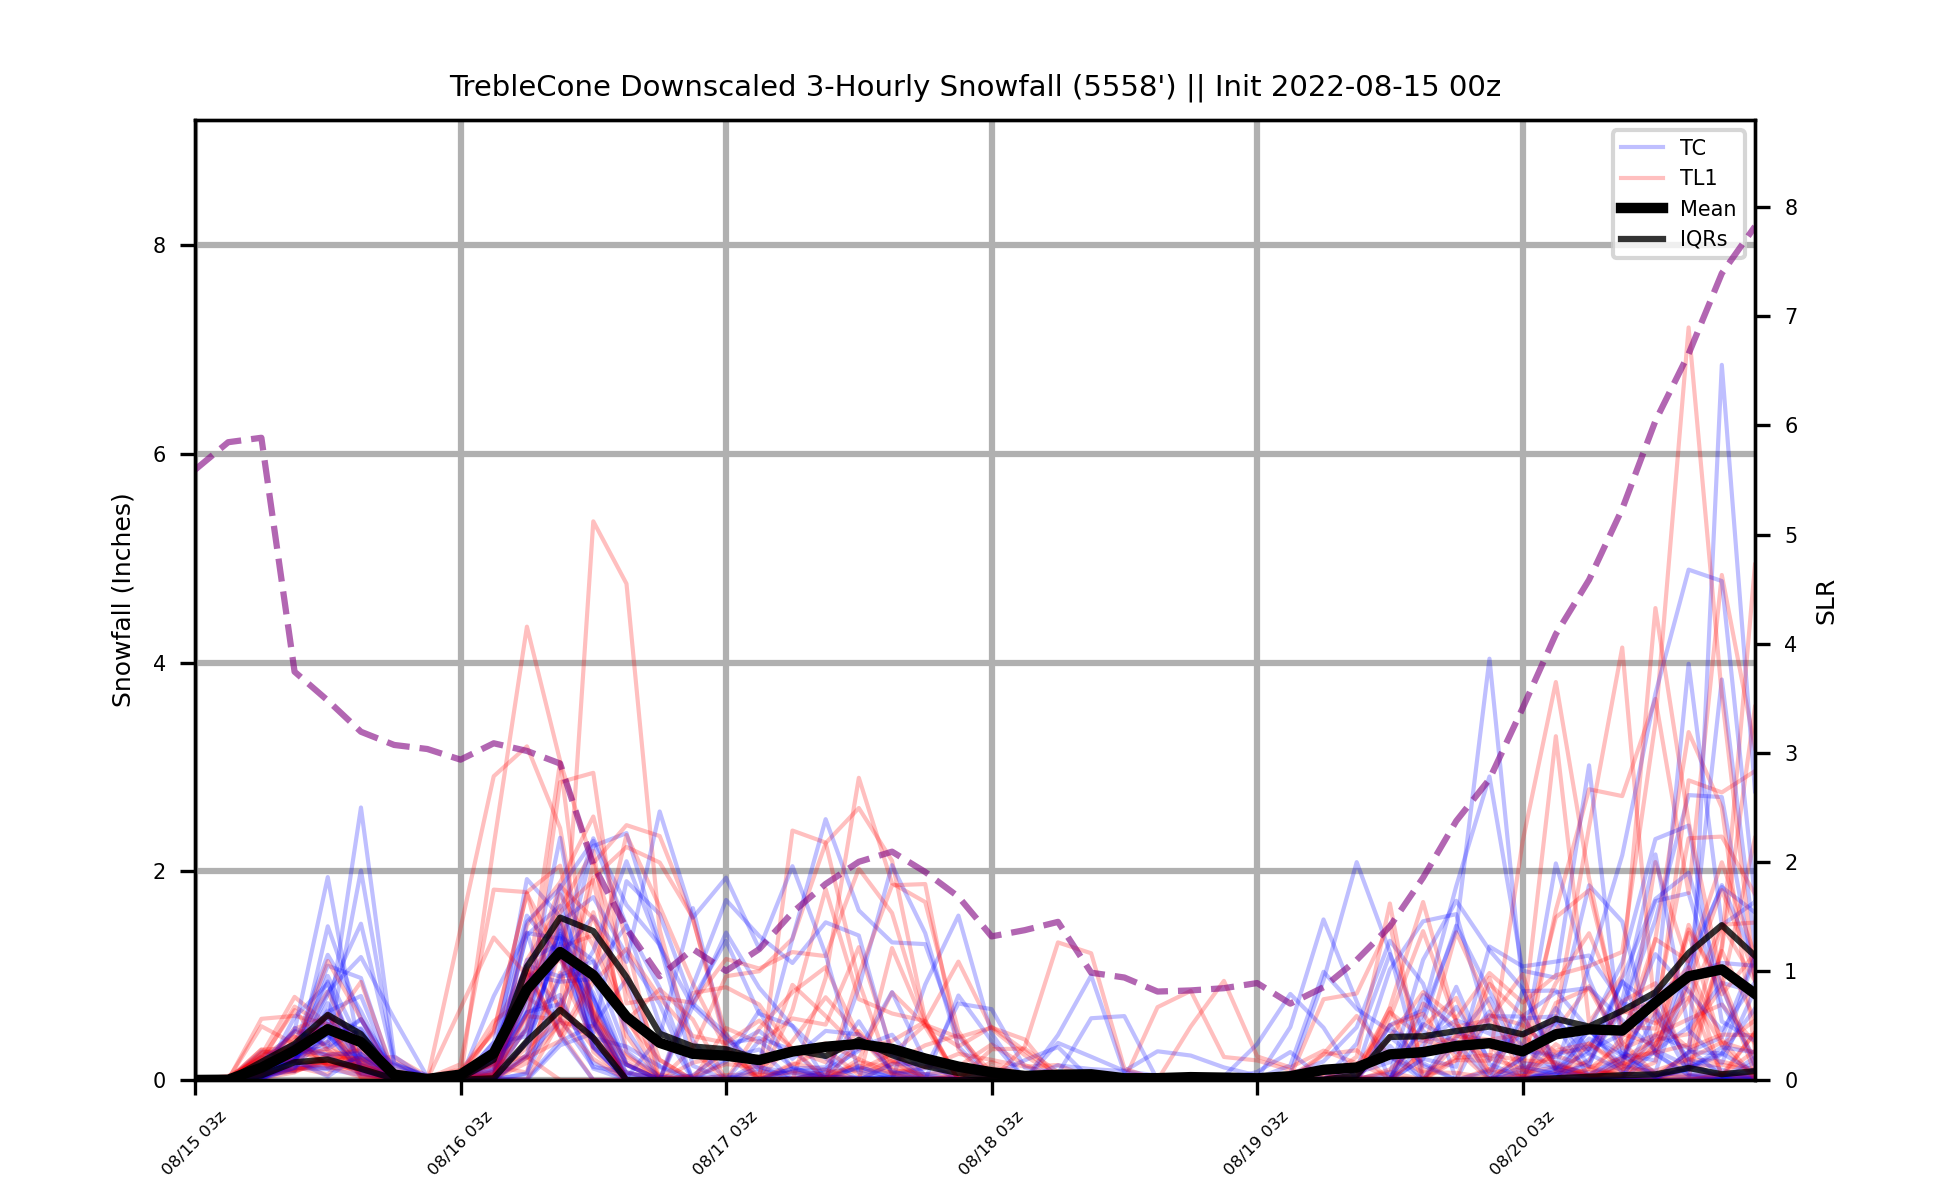 TrebleCone Downscaled 3-Hourly Snowfall (5558') || Init 2022-08-15 00z
TC
TL1
Mean
IQRs
Snowfall (Inches)
8
6
4
2
0
SLR
8
7
6
5
4
3
2
1
0
08/15 03z
08/16 03z
08/17 03z
08/18 03z
08/19 03z
08/20 03z